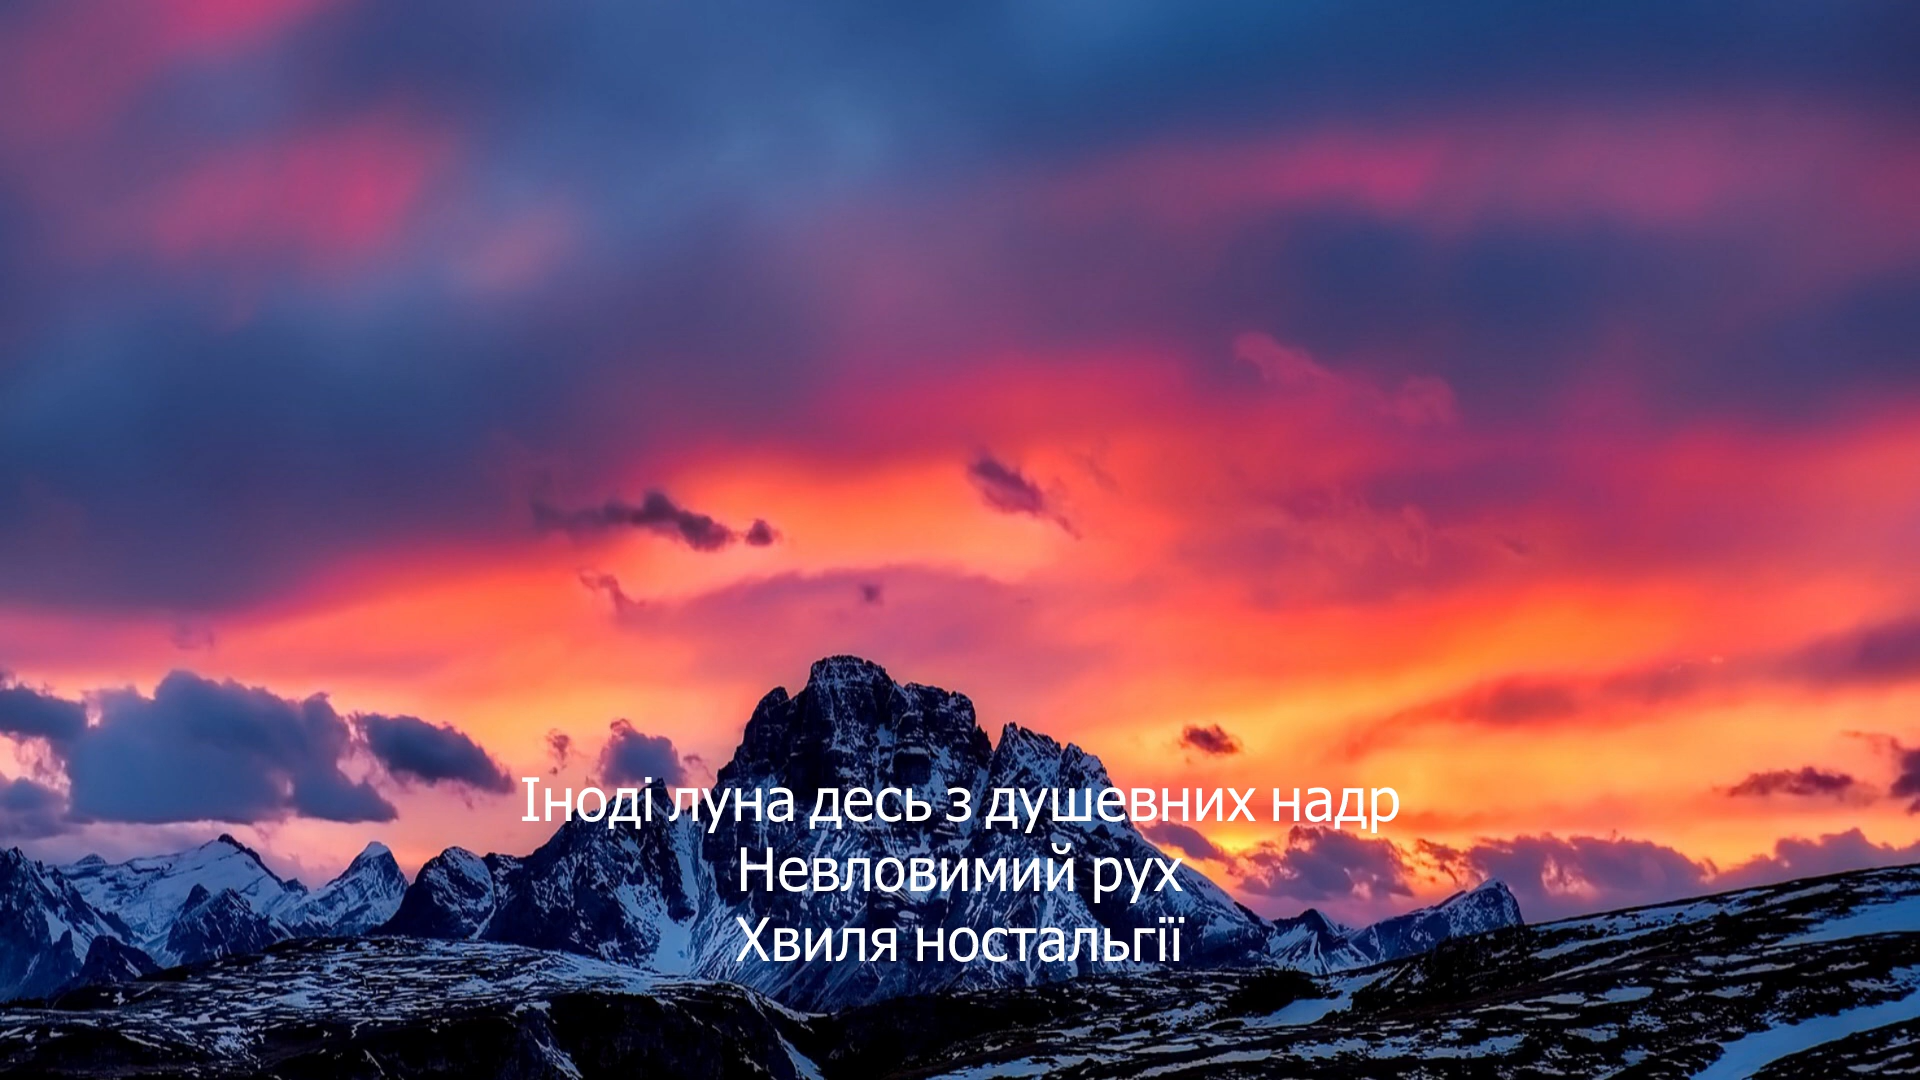 Іноді луна десь з душевних надр
Невловимий рух
Хвиля ностальгії